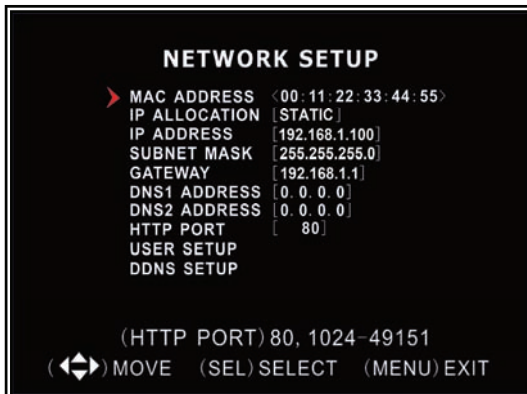 NETWORK SETUP
MAC ADDRESS <00:11:22:33:44:55>
IP ALLOCATION [STATIC]
IP ADDRESS [192.168.1.100]
SUBNET MASK [255.255.255.0]
GATEWAY [192.168.1.1]
DNS1 ADDRESS [0.0.0.0]
DNS2 ADDRESS [0.0.0.0]
HTTP PORT [ 80]
USER SETUP
DDNS SETUP
(HTTP PORT) 80, 1024-49151
() MOVE (SEL) SELECT (MENU) EXIT